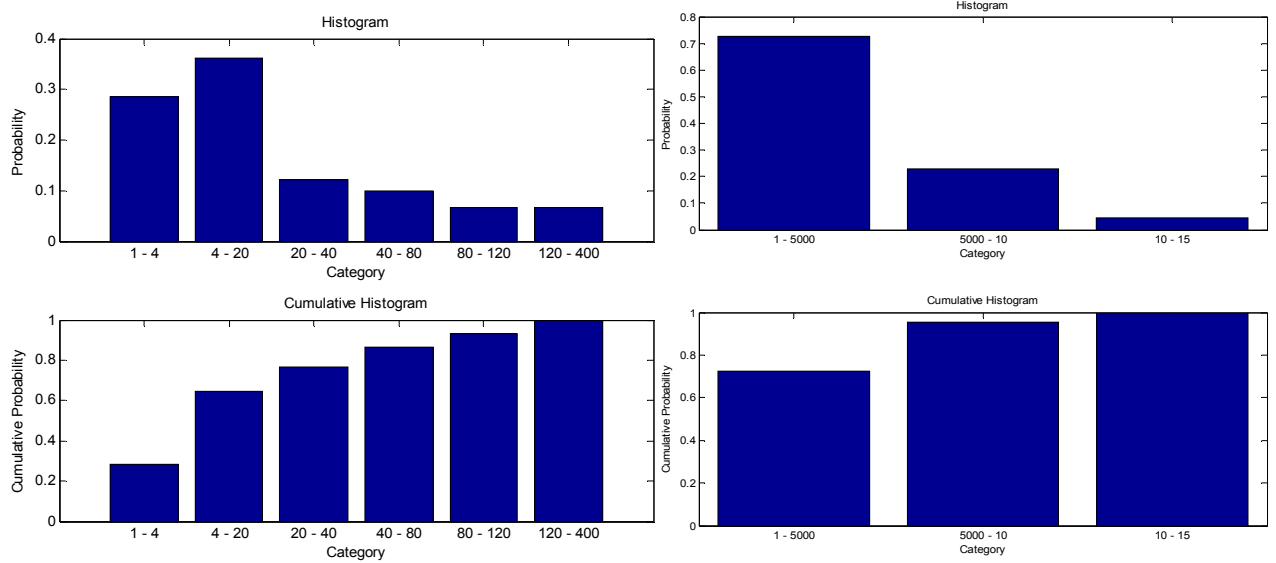 Histogram
0.4
0.3
0.2
0.1
0
Probability
1 - 4 4 - 20 20 - 40 40 - 80 80 - 120 120 - 400
Category
Histogram
0.8
0.7
0.6
0.5
0.4
0.3
0.2
0.1
0
Probability
1 - 5000 5000 - 10 10 - 15
Category
Cumulative Histogram
1
0.8
0.6
0.4
0.2
0
Cumulative Probability
1 - 4 4 - 20 20 - 40 40 - 80 80 - 120 120 - 400
Category
Cumulative Histogram
1
0.8
0.6
0.4
0.2
0
Cumulative Probability
1 - 5000 5000 - 10 10 - 15
Category